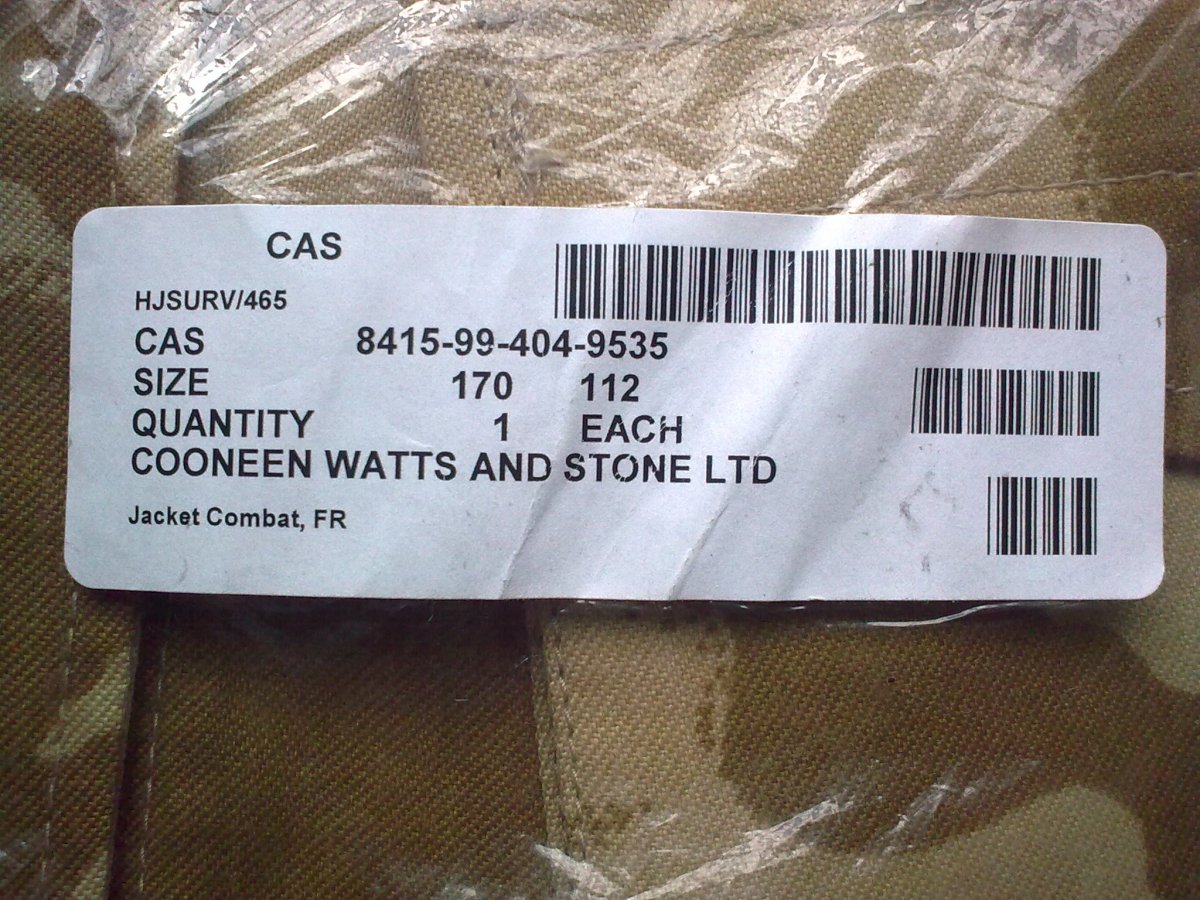 CAS
HJSURV/465
CAS 8415-99-404-9535
SIZE 170 112
QUANTITY 1 EACH
COONEEN WATTS AND STONE LTD
Jacket Combat, FR